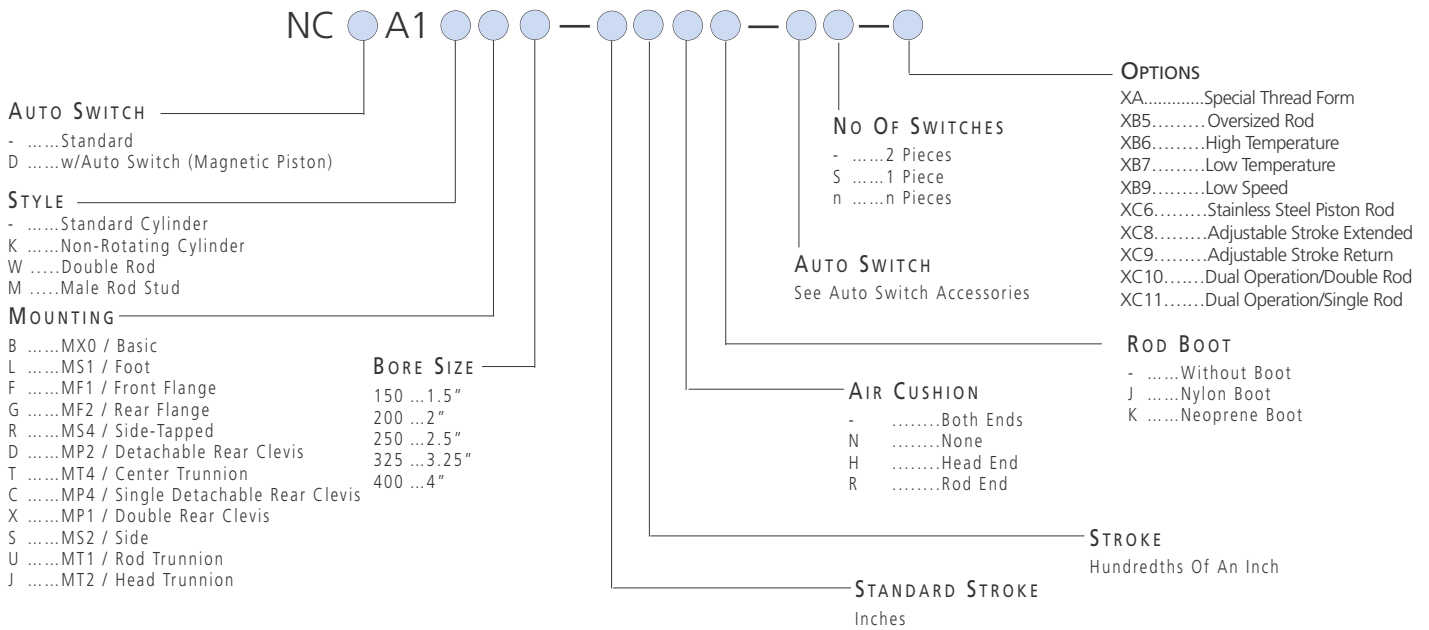 NC A1 — — —
AUTO SWITCH
- ......Standard
D ......w/Auto Switch (Magnetic Piston)
STYLE
- ......Standard Cylinder
K ......Non-Rotating Cylinder
W .....Double Rod
M .....Male Rod Stud
MOUNTING
B ......MX0 / Basic
L ......MS1 / Foot
F ......MF1 / Front Flange
G ......MF2 / Rear Flange
R ......MS4 / Side-Tapped
D ......MP2 / Detachable Rear Clevis
T ......MT4 / Center Trunnion
C ......MP4 / Single Detachable Rear Clevis
X ......MP1 / Double Rear Clevis
S ......MS2 / Side
U ......MT1 / Rod Trunnion
J ......MT2 / Head Trunnion
BORE SIZE
150 ...1.5"
200 ...2"
250 ...2.5"
325 ...3.25"
400 ...4"
STANDARD STROKE
Inches
STROKE
Hundredths Of An Inch
AIR CUSHION
- ........Both Ends
N ........None
H ........Head End
R ........Rod End
ROD BOOT
- ......Without Boot
J ......Nylon Boot
K ......Neoprene Boot
AUTO SWITCH
See Auto Switch Accessories
NO OF SWITCHES
- ......2 Pieces
S ......1 Piece
n ......n Pieces
OPTIONS
XA.............Special Thread Form
XB5.........Oversized Rod
XB6.........High Temperature
XB7.........Low Temperature
XB9.........Low Speed
XC6.........Stainless Steel Piston Rod
XC8.........Adjustable Stroke Extended
XC9.........Adjustable Stroke Return
XC10.......Dual Operation/Double Rod
XC11.......Dual Operation/Single Rod